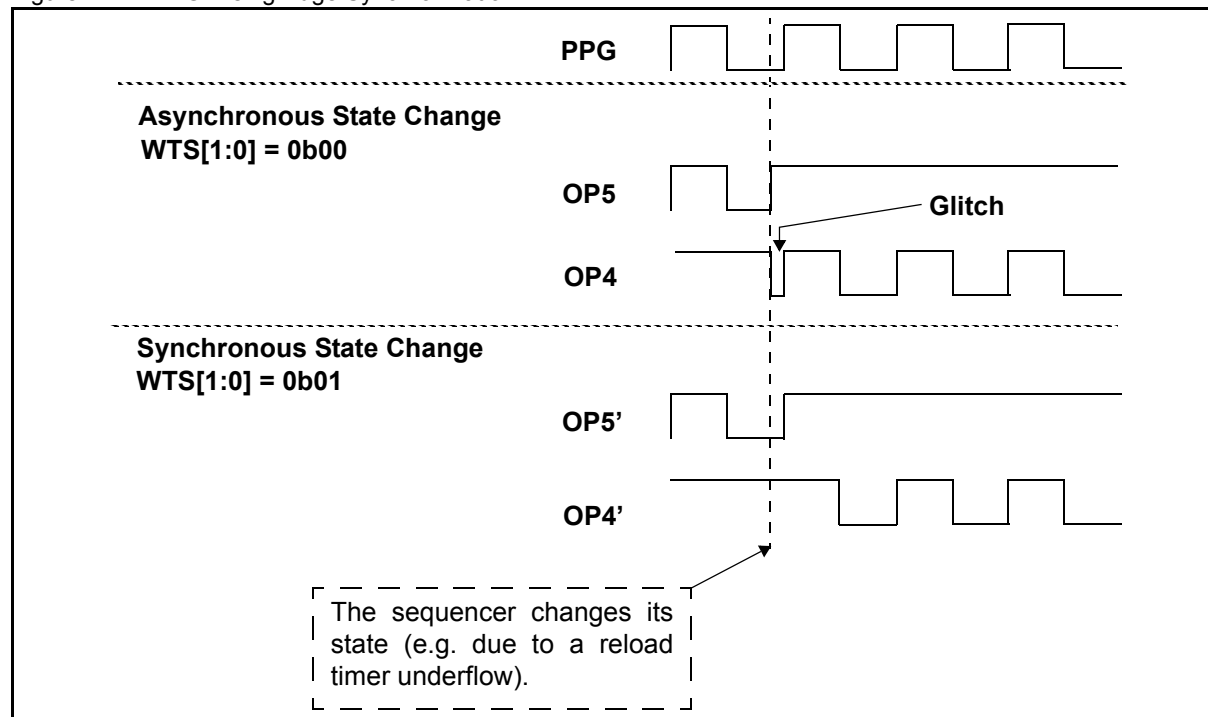 PPG
Asynchronous State Change
WTS[1:0] = 0b00
OP5
Glitch
OP4
Synchronous State Change
WTS[1:0] = 0b01
OP5’
OP4’
The sequencer changes its
state (e.g. due to a reload
timer underflow).